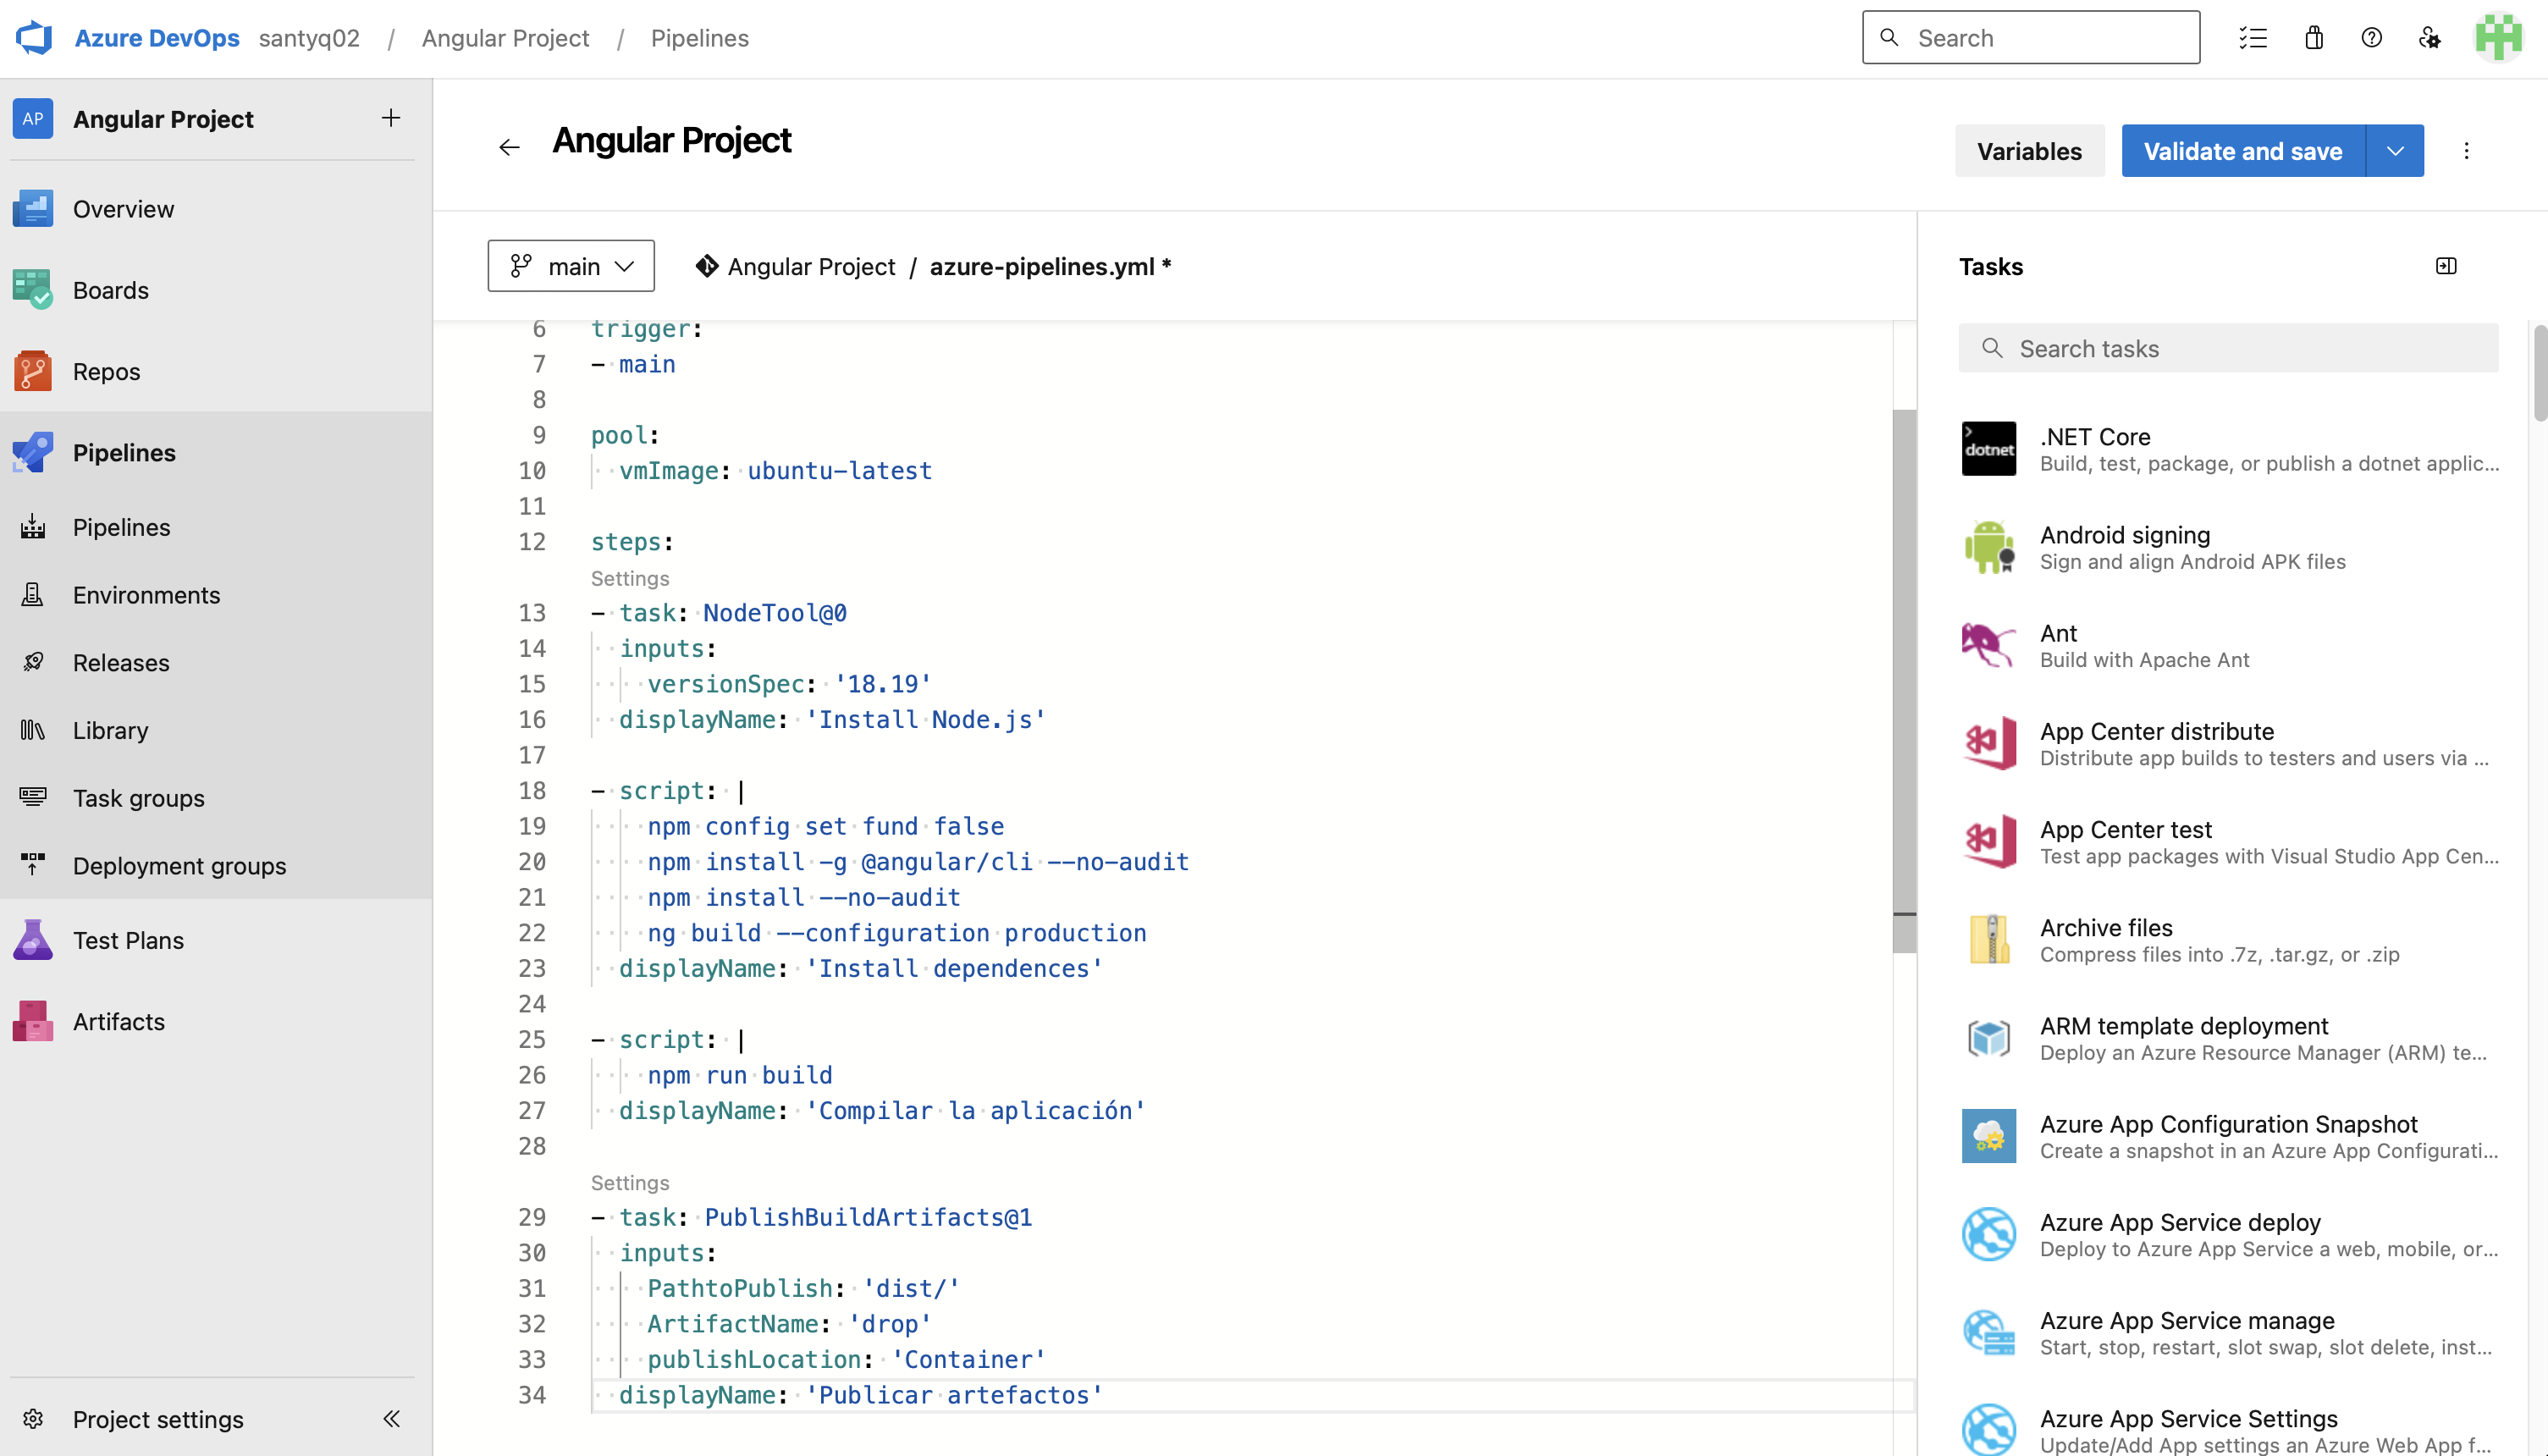 Azure DevOps santyq02 / Angular Project / Pipelines
Search
AP Angular Project
Overview
Boards
Repos
Pipelines
Pipelines
Environments
Releases
Library
Task groups
Deployment groups
Test Plans
Artifacts
Project settings
Angular Project
Variables
Validate and save
main
Angular Project / azure-pipelines.yml *
6 trigger:
7 - main
8
9 pool:
10 vmImage: ubuntu-latest
11
12 steps:
Settings
13 - task: NodeTool@0
14 inputs:
15 versionSpec: '18.19'
16 displayName: 'Install Node.js'
17
18 - script: |
19 npm config set fund false
20 npm install -g @angular/cli --no-audit
21 npm install --no-audit
22 ng build --configuration production
23 displayName: 'Install dependences'
24
25 - script: |
26 npm run build
27 displayName: 'Compilar la aplicación'
28
Settings
29 - task: PublishBuildArtifacts@1
30 inputs:
31 PathtoPublish: 'dist/'
32 ArtifactName: 'drop'
33 publishLocation: 'Container'
34 displayName: 'Publicar artefactos'
Tasks
Search tasks
dotnet
.NET Core
Build, test, package, or publish a dotnet applic...
Android signing
Sign and align Android APK files
Ant
Build with Apache Ant
App Center distribute
Distribute app builds to testers and users via ...
App Center test
Test app packages with Visual Studio App Cen...
Archive files
Compress files into .7z, .tar.gz, or .zip
ARM template deployment
Deploy an Azure Resource Manager (ARM) te...
Azure App Configuration Snapshot
Create a snapshot in an Azure App Configurati...
Azure App Service deploy
Deploy to Azure App Service a web, mobile, or...
Azure App Service manage
Start, stop, restart, slot swap, slot delete, inst...
Azure App Service Settings
Update/Add App settings an Azure Web App f...